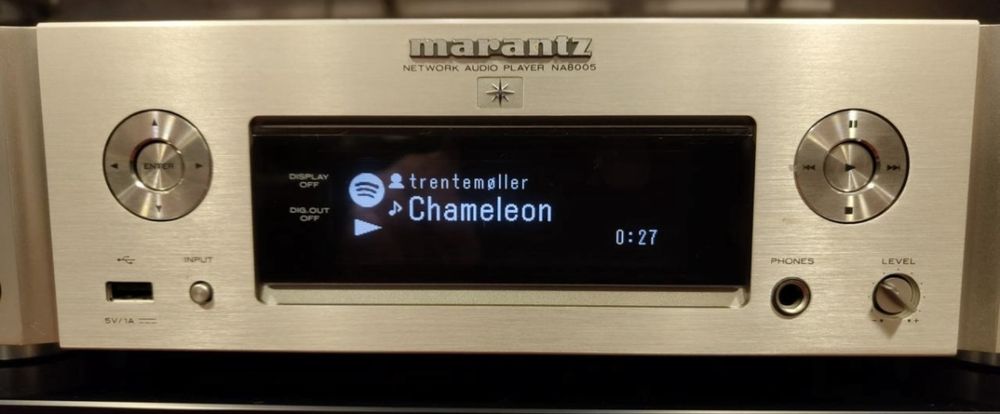 marantz
NETWORK AUDIO PLAYER NA8005
ENTER
DISPLAY
OFF
DIG.OUT
OFF
trentemøller
Chameleon
0:27
INPUT
5V/1A
PHONES
LEVEL
- +